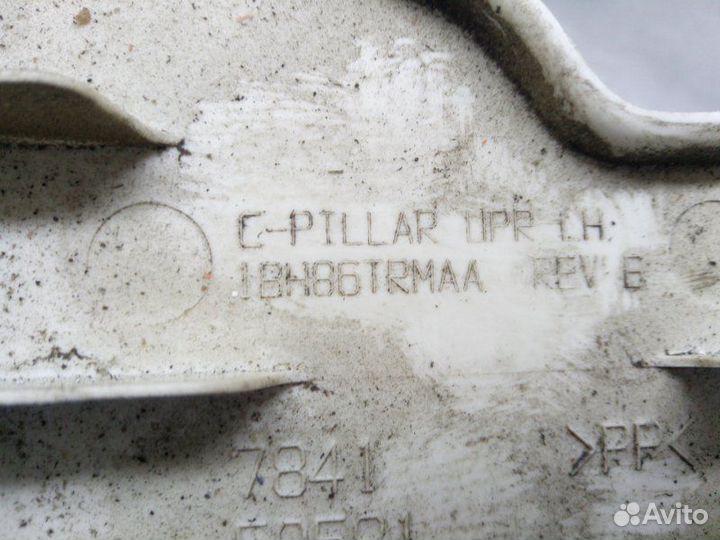 C-PILLAR UPR LH
1BH86TRMAA REV E
7841
>PP<
Avito